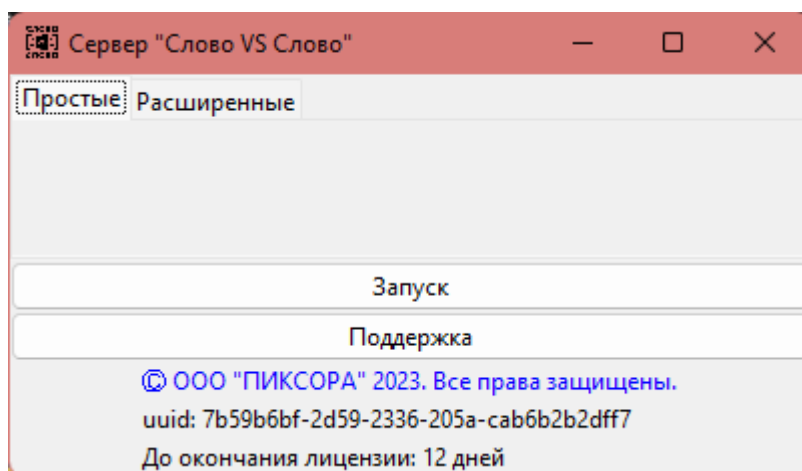 Сервер "Слово VS Слово"
Простые Расширенные
Запуск
Поддержка
© ООО "ПИКСОРА" 2023. Все права защищены.
uuid: 7b59b6bf-2d59-2336-205a-cab6b2b2dff7
До окончания лицензии: 12 дней